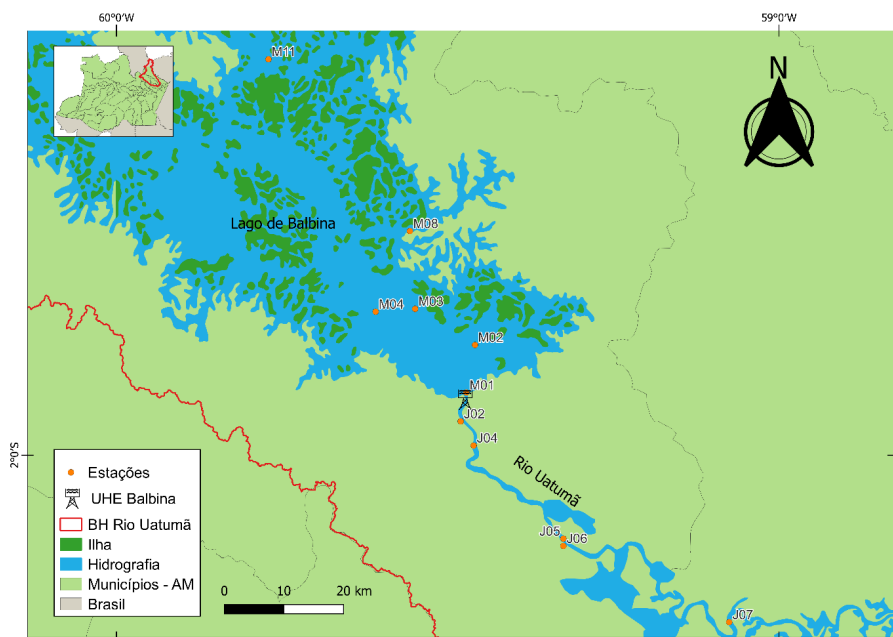 60°0'W
59°0'W
M11
N
Lago de Balbina
M08
M04
M03
M02
M01
J02
J04
2°0'S
Rio Uatumã
J05
J06
J07
Estações
UHE Balbina
BH Rio Uatumã
Ilha
Hidrografia
Municípios - AM
Brasil
0 10 20 km